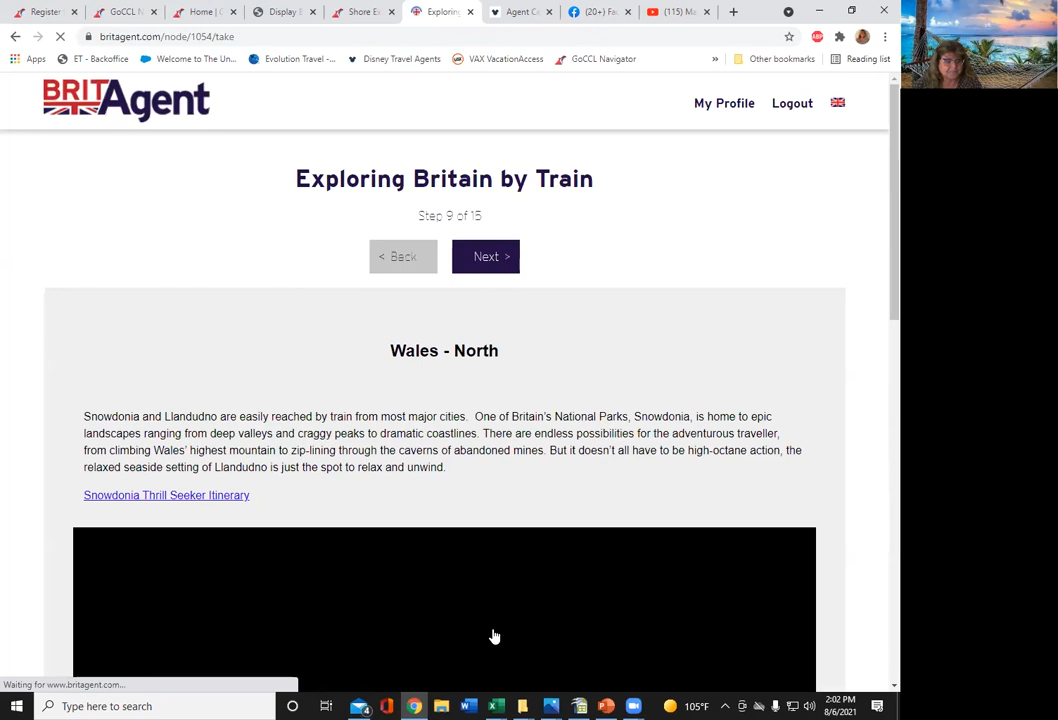 Register
GoCCL N
Home | G
Display B
Shore Ex
Exploring
Agent Ce
(20+) Fa
(115) Ma
britagent.com/node/1054/take
Apps ET - Backoffice Welcome to The Un... Evolution Travel -... Disney Travel Agents VAX VacationAccess GoCCL Navigator » Other bookmarks Reading list
BRITAgent
My Profile Logout
Exploring Britain by Train
Step 9 of 15
< Back Next >
Wales - North
Snowdonia and Llandudno are easily reached by train from most major cities. One of Britain's National Parks, Snowdonia, is home to epic
landscapes ranging from deep valleys and craggy peaks to dramatic coastlines. There are endless possibilities for the adventurous traveller,
from climbing Wales' highest mountain to zip-lining through the caverns of abandoned mines. But it doesn't all have to be high-octane action, the
relaxed seaside setting of Llandudno is just the spot to relax and unwind.
Snowdonia Thrill Seeker Itinerary
Waiting for www.britagent.com...
Type here to search
105°F
2:02 PM
8/6/2021